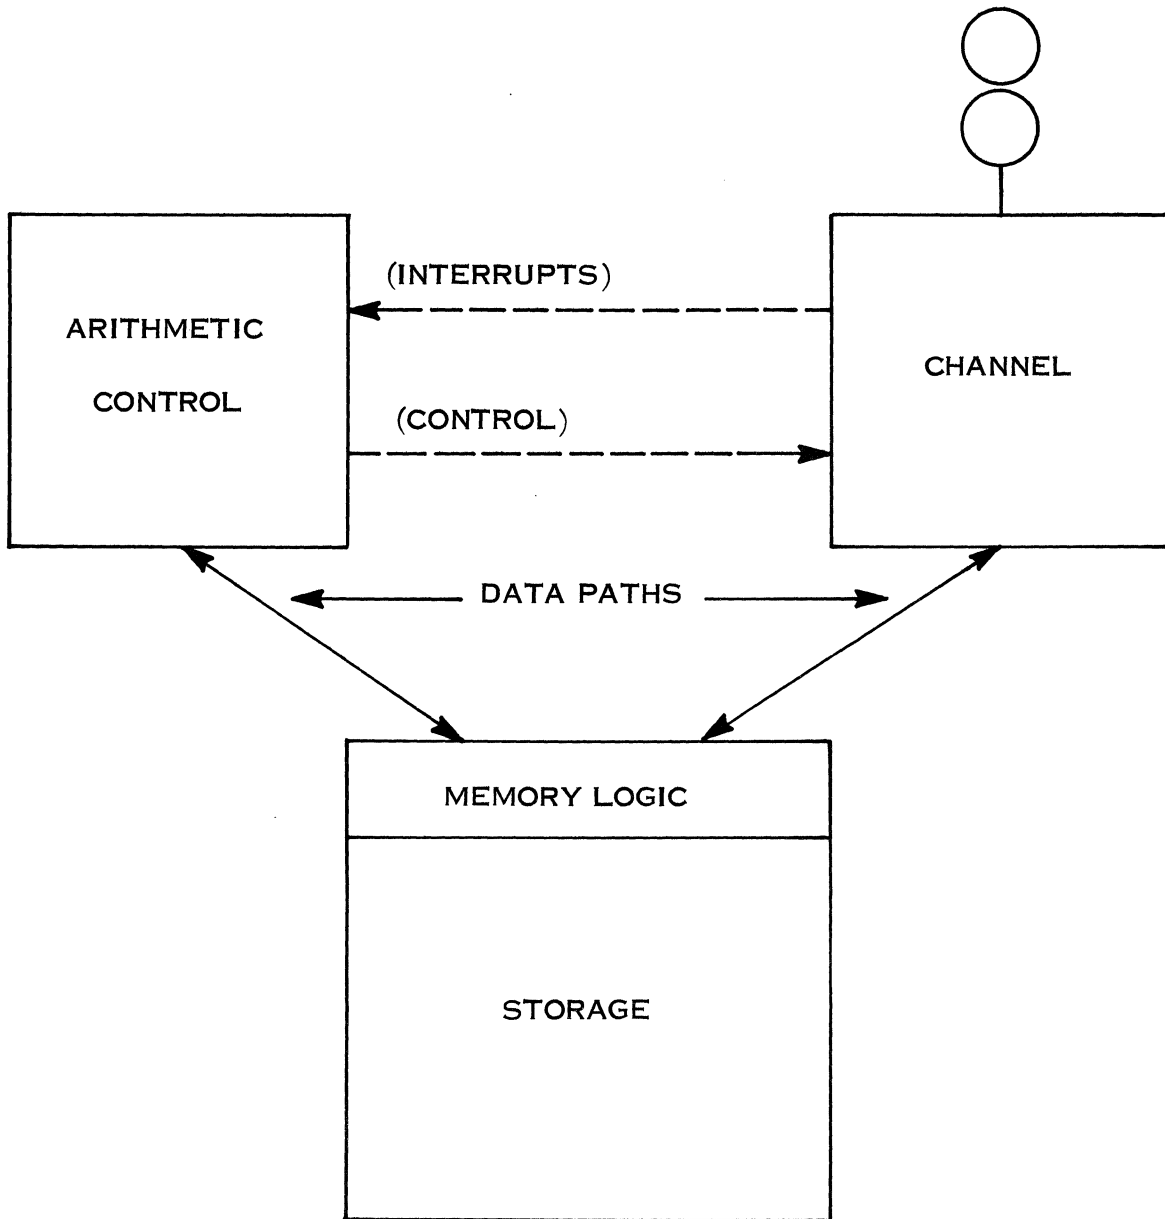 (INTERRUPTS)
ARITHMETIC
CONTROL
CHANNEL
(CONTROL)
DATA PATHS
MEMORY LOGIC
STORAGE